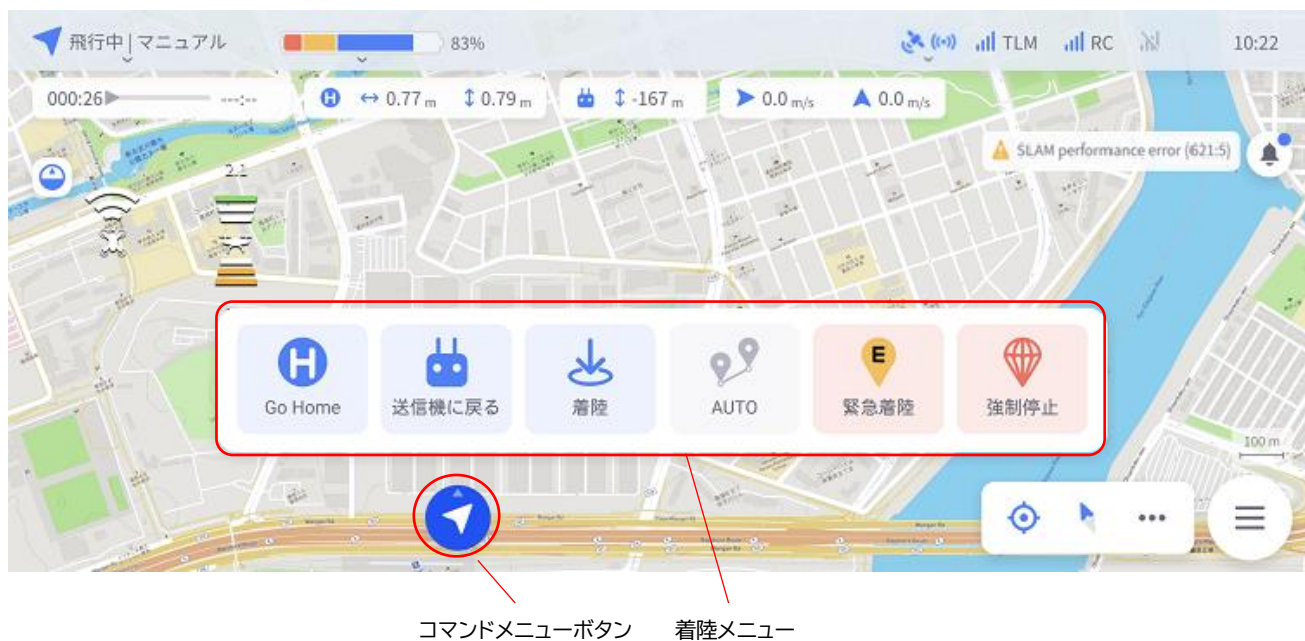 飛行中 | マニュアル
83%
TLM
RC
10:22
000:26
---:--
H
0.77 m
0.79 m
-167 m
0.0 m/s
0.0 m/s
SLAM performance error (621:5)
2.1
H
Go Home
送信機に戻る
着陸
AUTO
E
緊急着陸
強制停止
100 m
コマンドメニューボタン
着陸メニュー